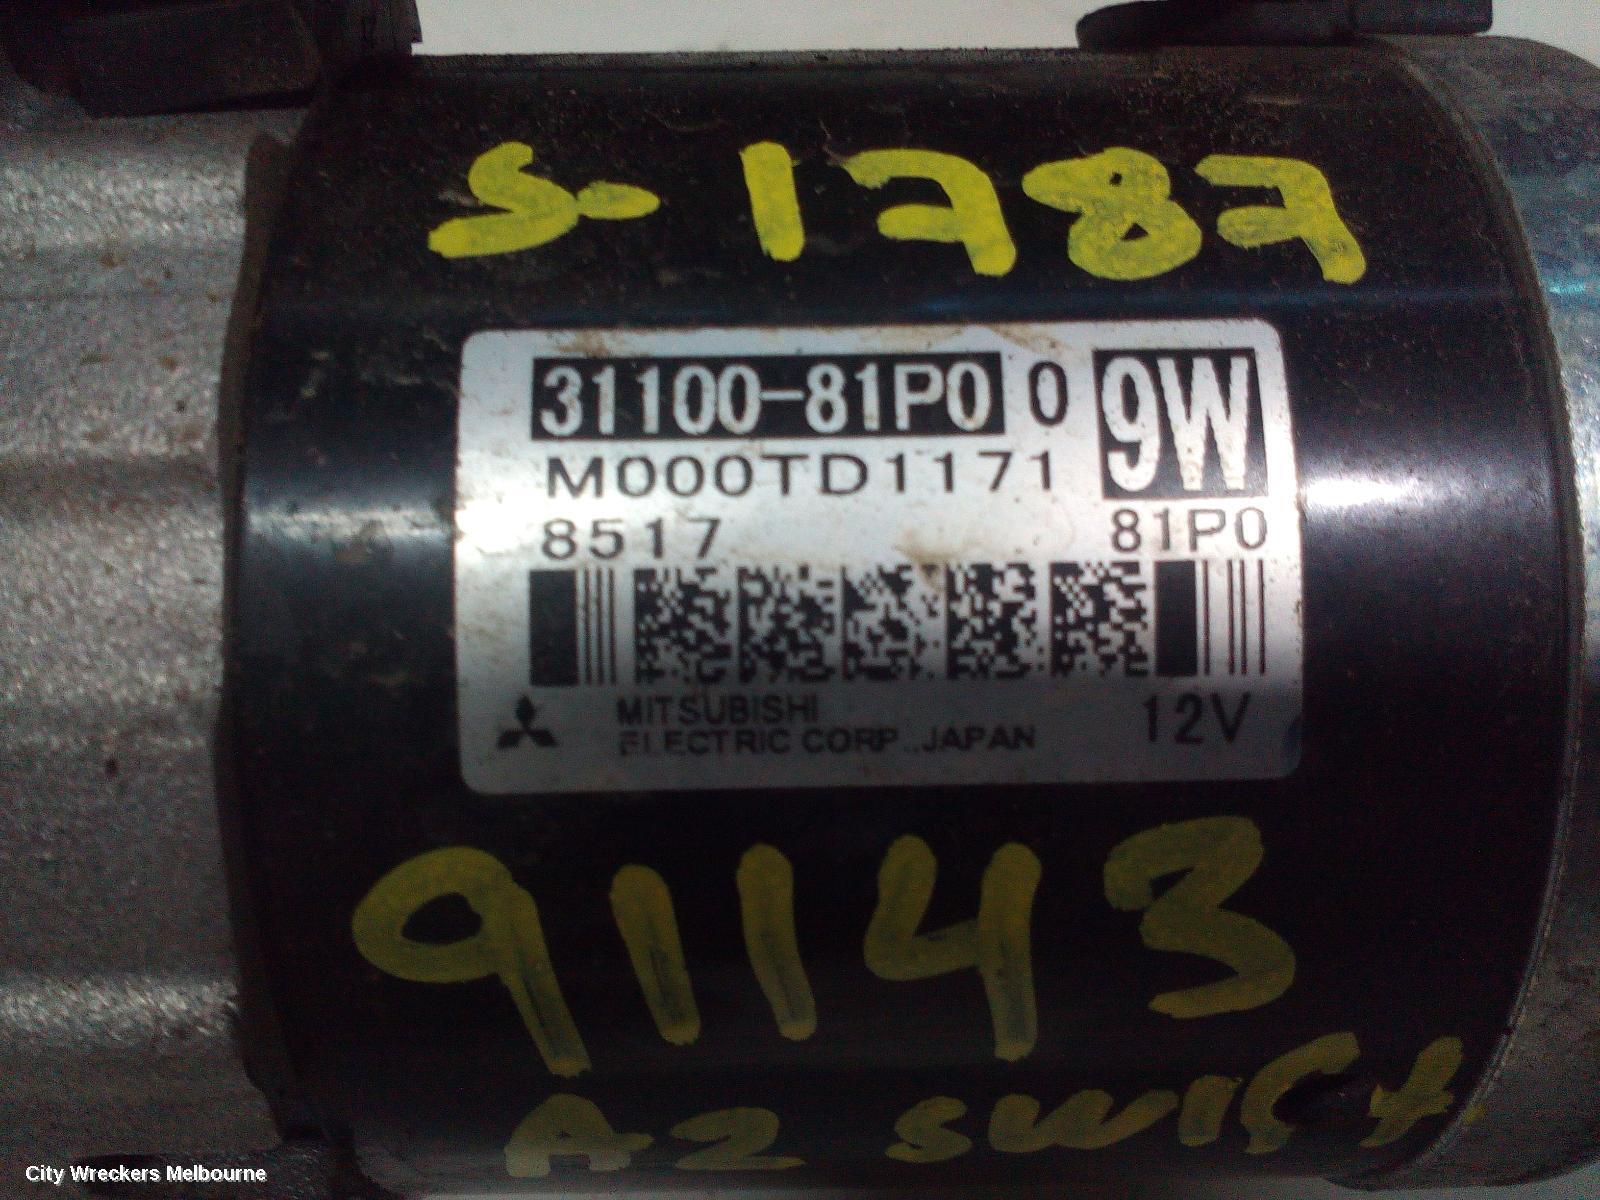 S-1787
31100-81P0 0 9W
M000TD1171
8517 81P0
MITSUBISHI
ELECTRIC CORP. JAPAN 12V
91143
AZ SWIFT
City Wreckers Melbourne